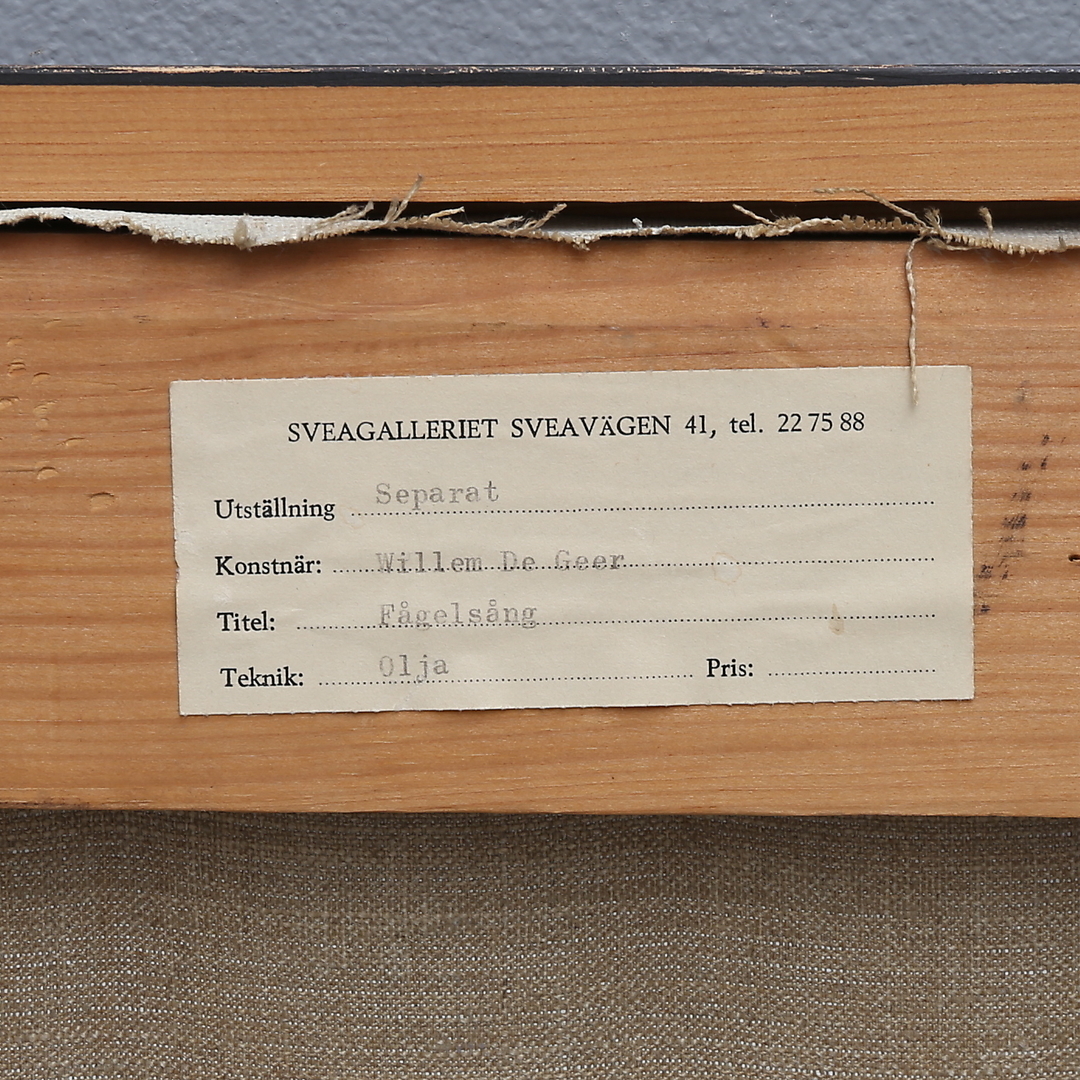 SVEAGALLERIET SVEAVÄGEN 41, tel. 22 75 88
Utställning Separat
Konstnär: Willem De Geer
Titel: Fågelsång
Teknik: Olja Pris: